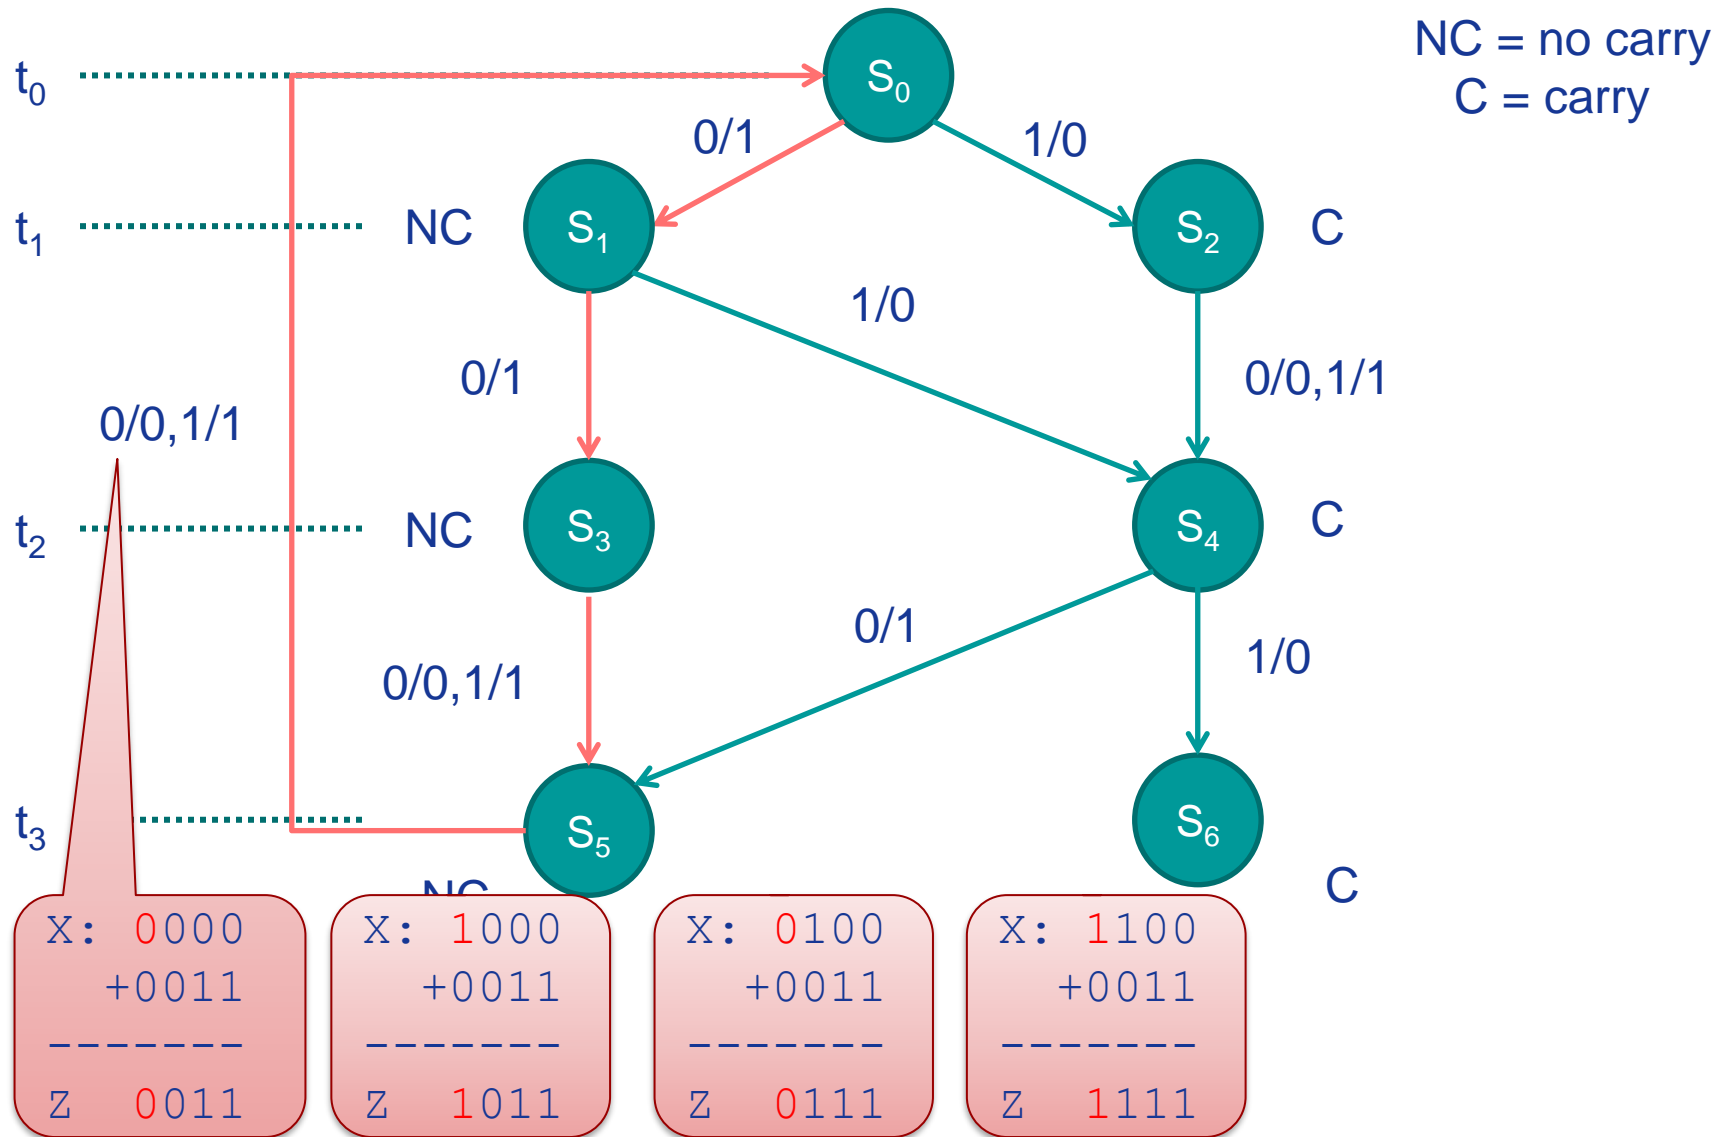 NC = no carry
C = carry
t0
S0
0/1
1/0
t1
NC
S1
S2
C
1/0
0/1
0/0,1/1
0/0,1/1
t2
NC
S3
S4
C
0/1
1/0
0/0,1/1
t3
S5
S6
NC
C
X: 0000
+0011
-------
Z 0011
X: 1000
+0011
-------
Z 1011
X: 0100
+0011
-------
Z 0111
X: 1100
+0011
-------
Z 1111